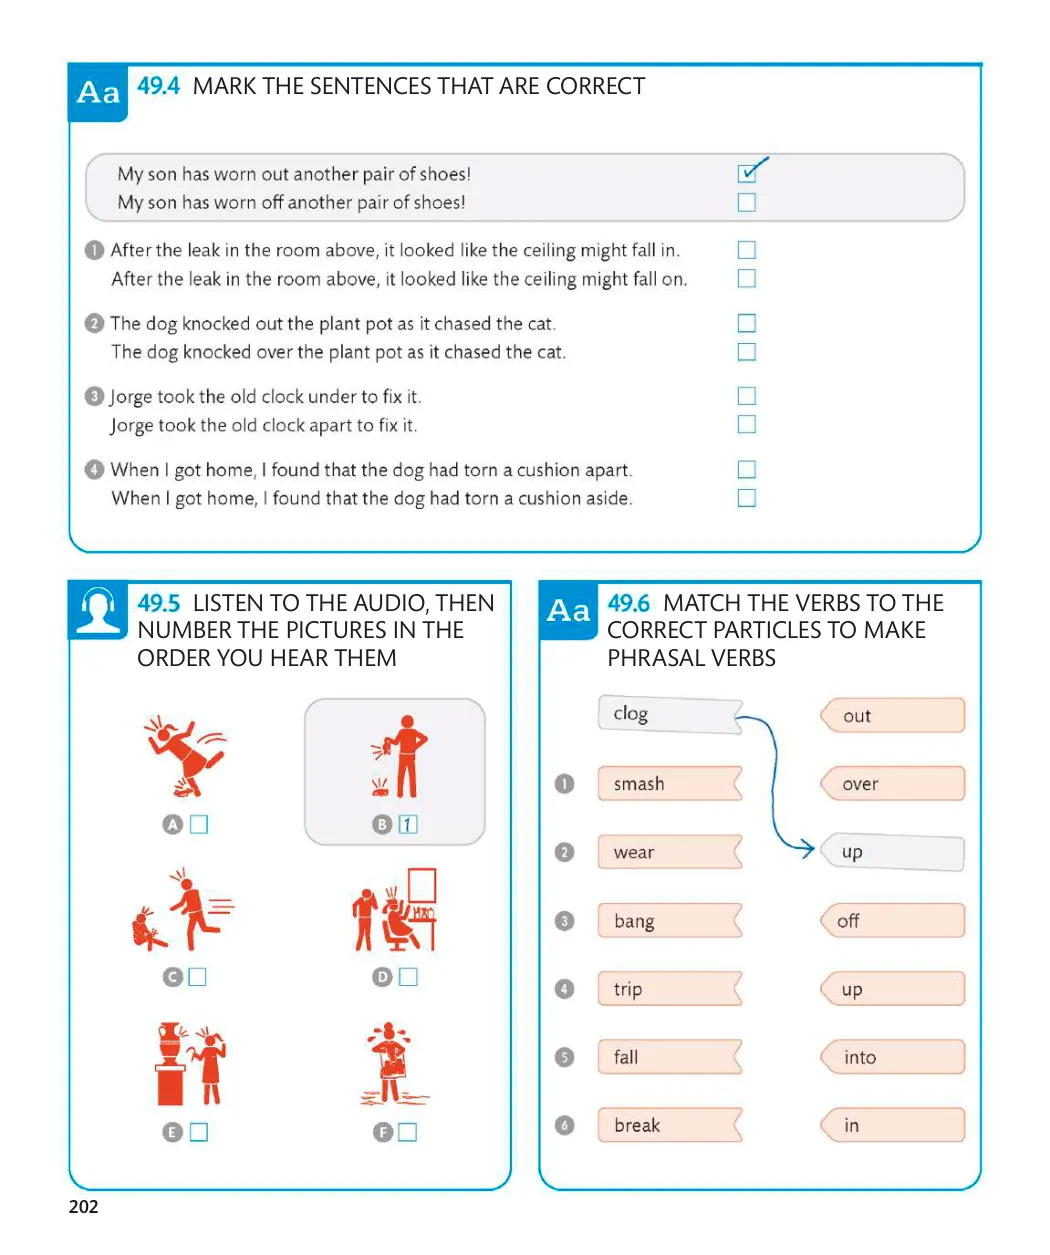 Aa 49.4 MARK THE SENTENCES THAT ARE CORRECT
My son has worn out another pair of shoes!
My son has worn off another pair of shoes!
1 After the leak in the room above, it looked like the ceiling might fall in.
After the leak in the room above, it looked like the ceiling might fall on.
2 The dog knocked out the plant pot as it chased the cat.
The dog knocked over the plant pot as it chased the cat.
3 Jorge took the old clock under to fix it.
Jorge took the old clock apart to fix it.
4 When I got home, I found that the dog had torn a cushion apart.
When I got home, I found that the dog had torn a cushion aside.
49.5 LISTEN TO THE AUDIO, THEN
NUMBER THE PICTURES IN THE
ORDER YOU HEAR THEM
A
B 1
C
D
E
F
Aa 49.6 MATCH THE VERBS TO THE
CORRECT PARTICLES TO MAKE
PHRASAL VERBS
clog out
1 smash over
2 wear up
3 bang off
4 trip up
5 fall into
6 break in
202